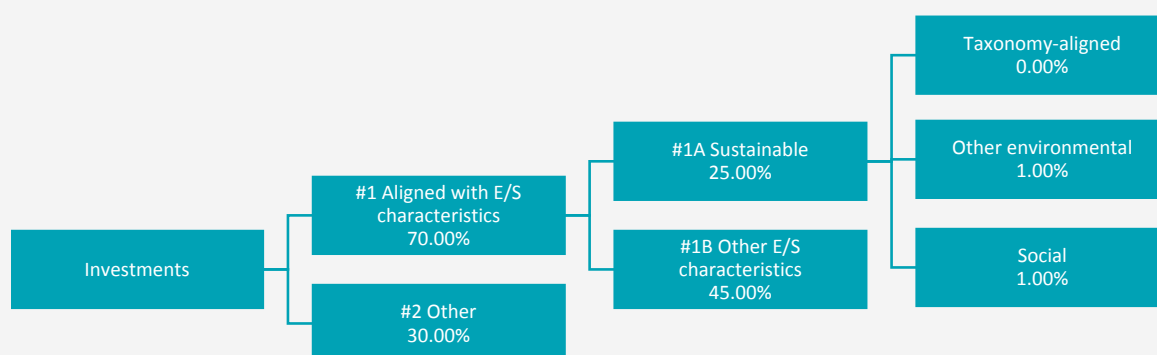 Investments
#1 Aligned with E/S
characteristics
70.00%
#2 Other
30.00%
#1A Sustainable
25.00%
#1B Other E/S
characteristics
45.00%
Taxonomy-aligned
0.00%
Other environmental
1.00%
Social
1.00%